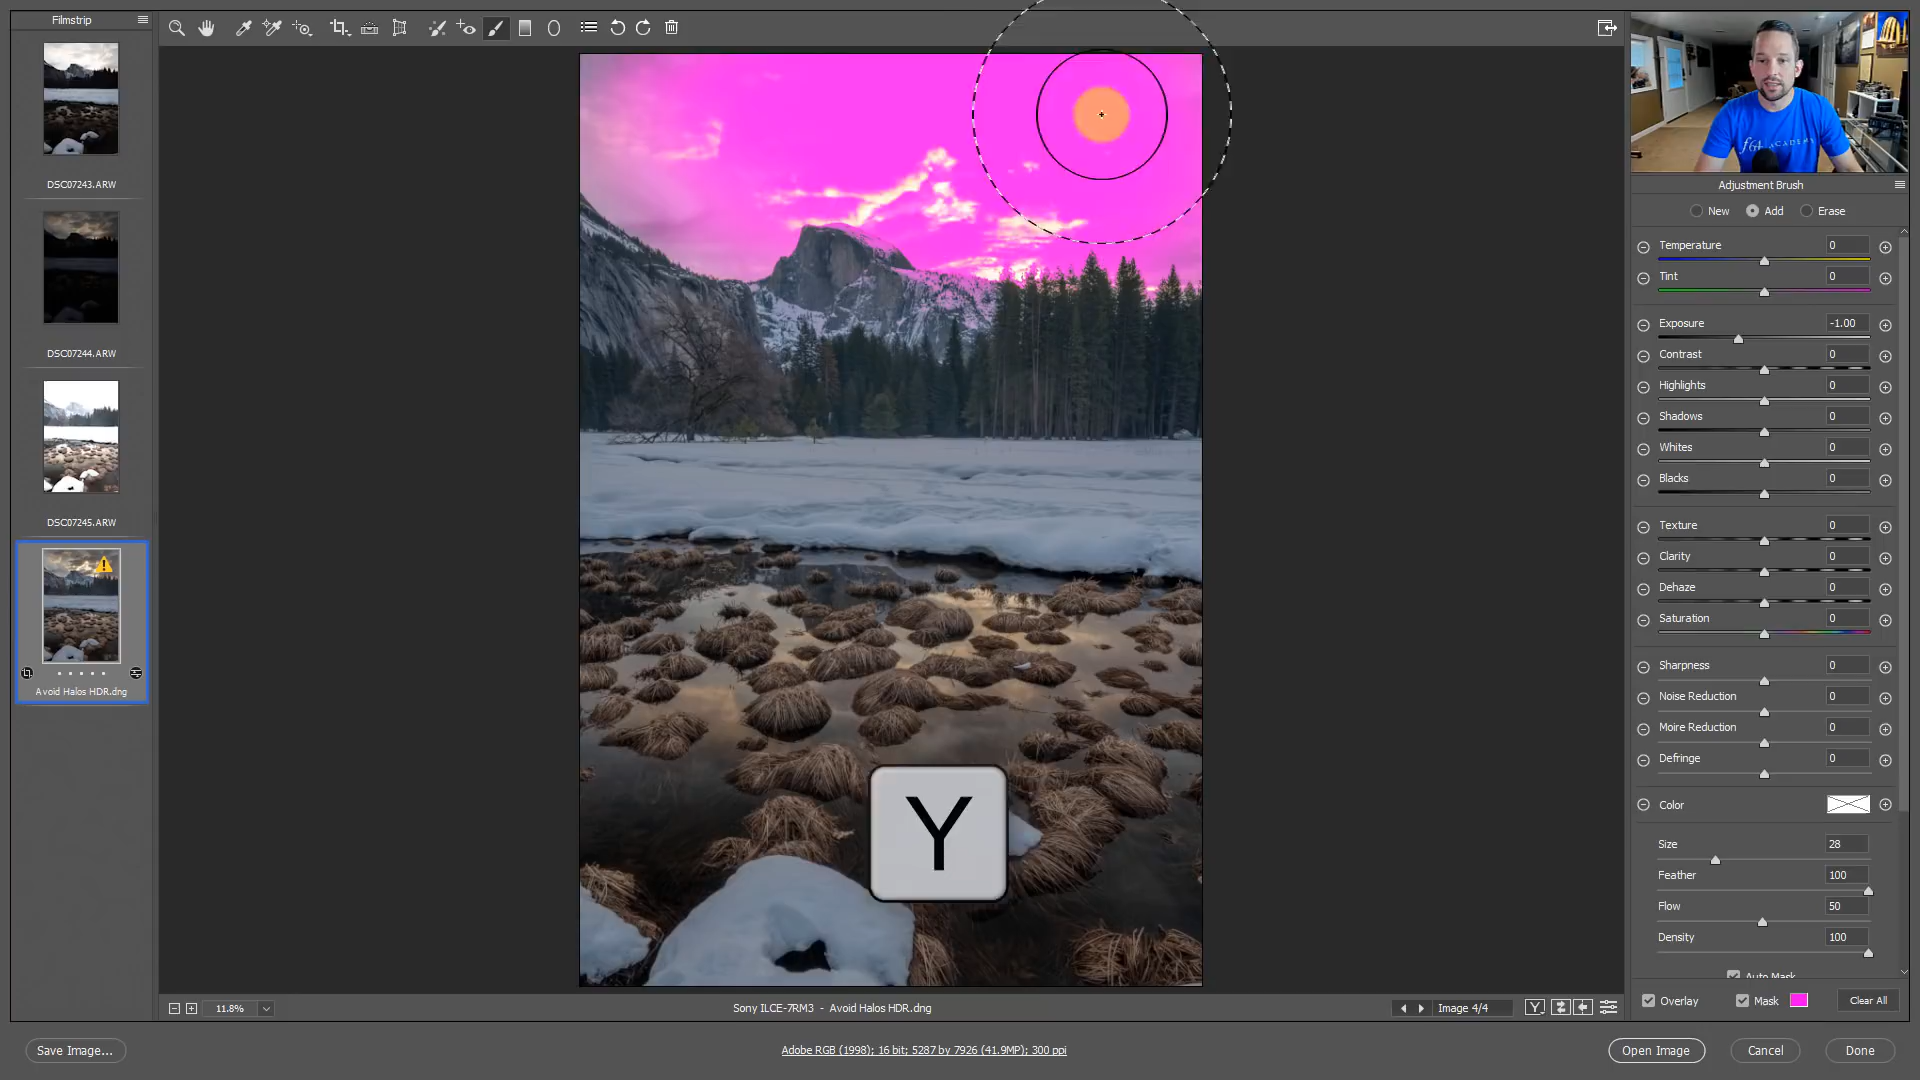 Filmstrip
DSC07243.ARW
DSC07244.ARW
DSC07245.ARW
Avoid Halos HDR.dng
f64 ACADEMY
Adjustment Brush
New Add Erase
Temperature 0
Tint 0
Exposure -1.00
Contrast 0
Highlights 0
Shadows 0
Whites 0
Blacks 0
Texture 0
Clarity 0
Dehaze 0
Saturation 0
Sharpness 0
Noise Reduction 0
Moire Reduction 0
Defringe 0
Color
Size 28
Feather 100
Flow 50
Density 100
Auto Mask
Overlay Mask Clear All
Y
11.8% Sony ILCE-7RM3 - Avoid Halos HDR.dng Image 4/4 Y
Save Image... Adobe RGB (1998); 16 bit; 5287 by 7926 (41.9MP); 300 ppi Open Image Cancel Done